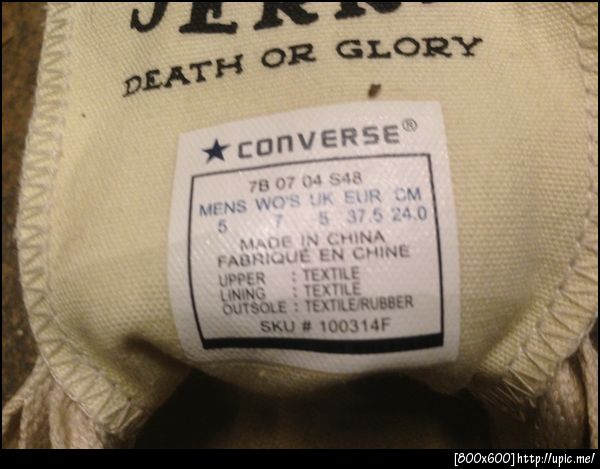 DEATH OR GLORY
★CONVERSE®
7B 07 04 S48
MENS WO'S UK EUR CM
5 7 5 37.5 24.0
MADE IN CHINA
FABRIQUÉ EN CHINE
UPPER : TEXTILE
LINING : TEXTILE
OUTSOLE : TEXTILE/RUBBER
SKU # 100314F
[800x600]http://upic.me/